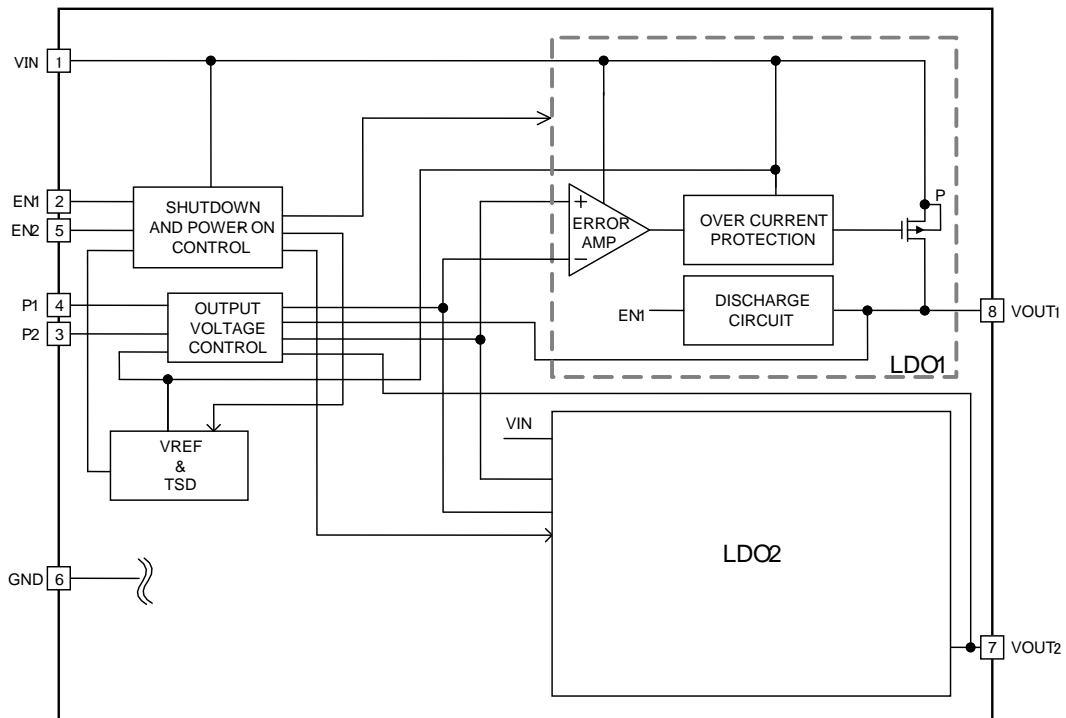 VIN 1
EN1 2
EN2 5
SHUTDOWN
AND POWER ON
CONTROL
P1 4
P2 3
OUTPUT
VOLTAGE
CONTROL
VREF
&
TSD
GND 6
+
-
ERROR
AMP
OVER CURRENT
PROTECTION
P
EN1
DISCHARGE
CIRCUIT
LDO1
8 VOUT1
VIN
LDO2
7 VOUT2